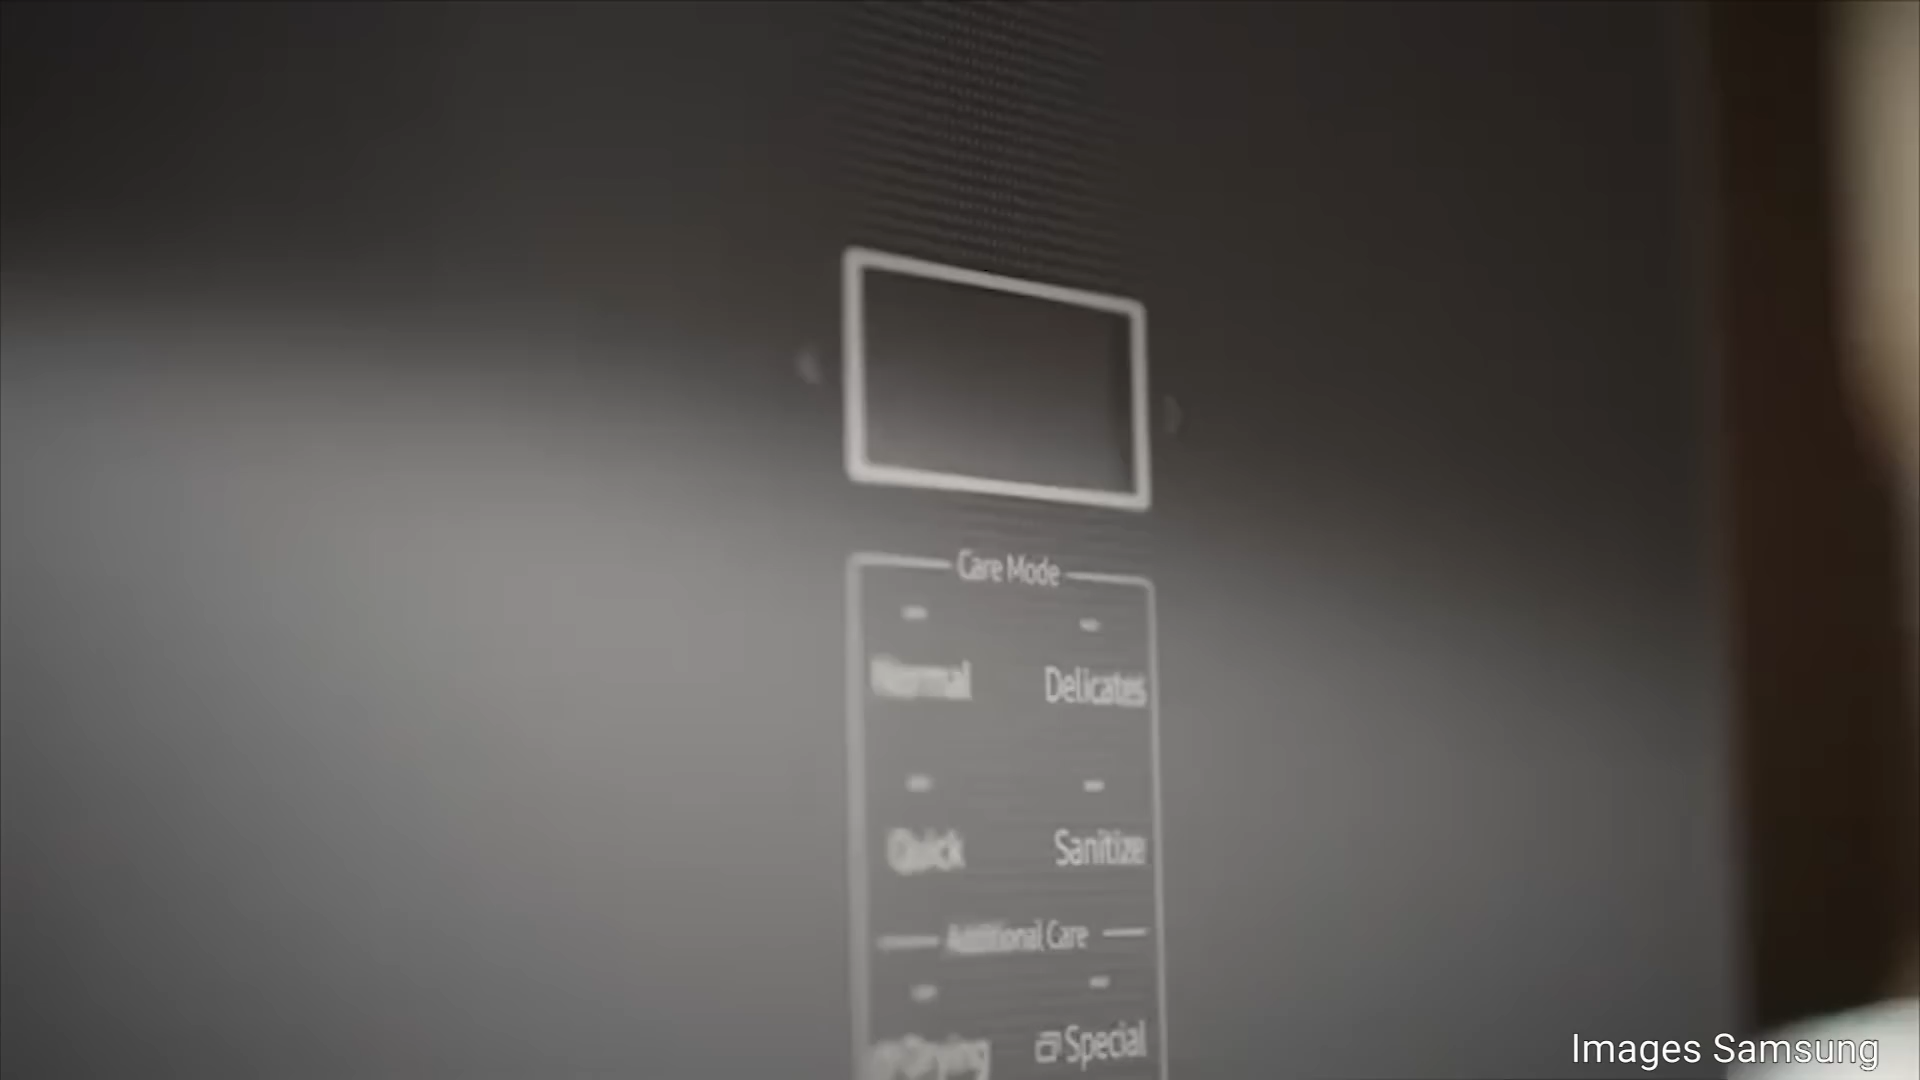 Care Mode
Normal Delicates
Quick Sanitize
Additional Care
Drying Special
Images Samsung